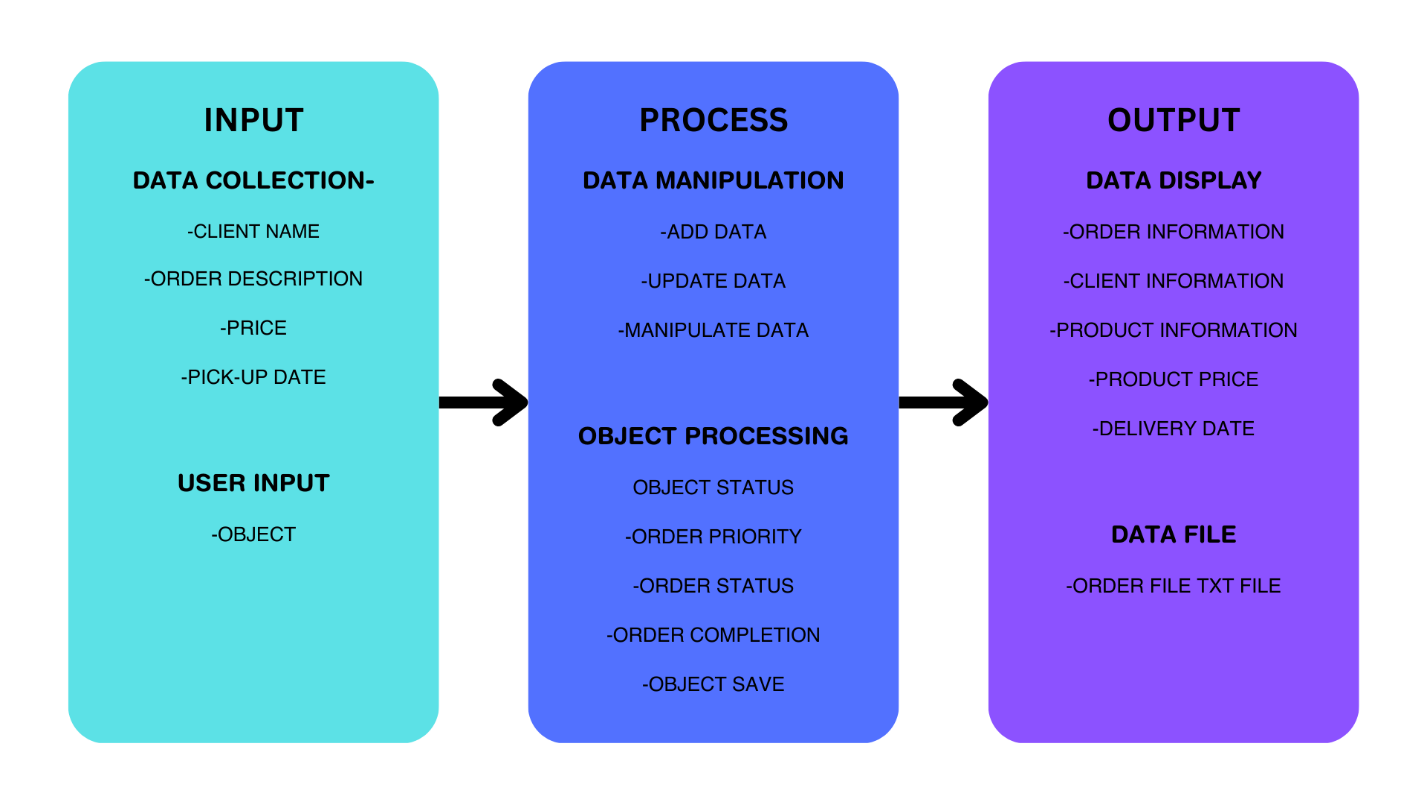 INPUT
DATA COLLECTION-
-CLIENT NAME
-ORDER DESCRIPTION
-PRICE
-PICK-UP DATE
USER INPUT
-OBJECT
PROCESS
DATA MANIPULATION
-ADD DATA
-UPDATE DATA
-MANIPULATE DATA
OBJECT PROCESSING
OBJECT STATUS
-ORDER PRIORITY
-ORDER STATUS
-ORDER COMPLETION
-OBJECT SAVE
OUTPUT
DATA DISPLAY
-ORDER INFORMATION
-CLIENT INFORMATION
-PRODUCT INFORMATION
-PRODUCT PRICE
-DELIVERY DATE
DATA FILE
-ORDER FILE TXT FILE